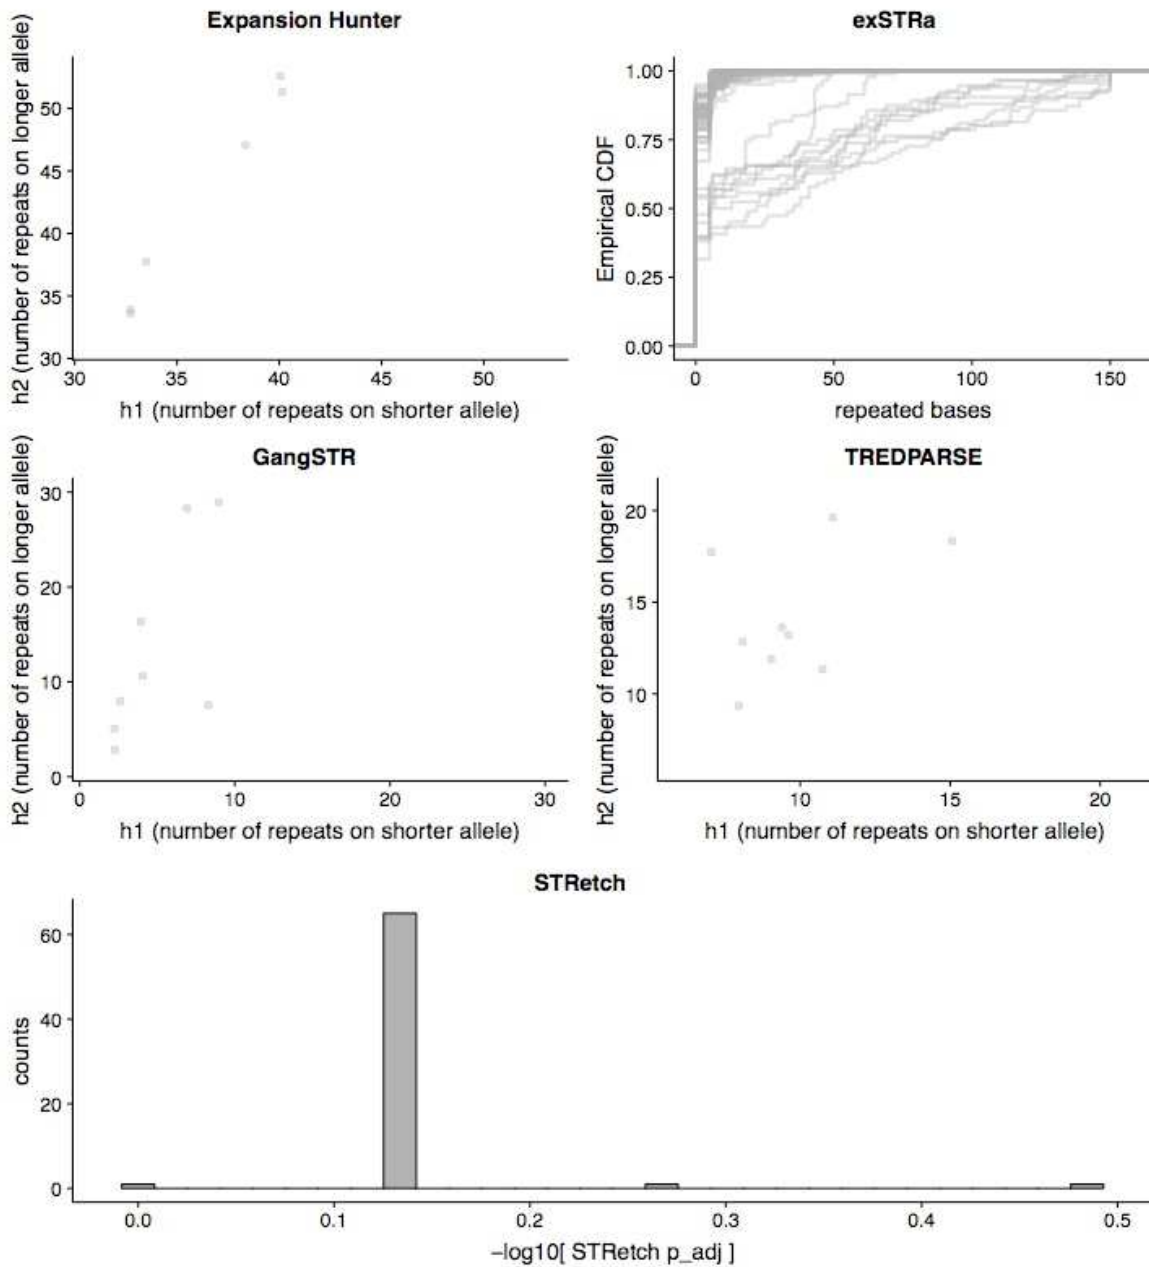 Expansion Hunter
h2 (number of repeats on longer allele)
50
45
50
35
30
30
35
40
45
50
h1 (number of repeats on shorter allele)
exSTRa
Empirical CDF
1.00
0.75
0.50
0.25
0.00
0
50
100
150
repeated bases
GangSTR
h2 (number of repeats on longer allele)
30
20
10
0
0
10
20
30
h1 (number of repeats on shorter allele)
TREDPARSE
h2 (number of repeats on longer allele)
20
15
10
10
15
20
h1 (number of repeats on shorter allele)
STRetch
counts
60
40
20
0
0.0
0.1
0.2
0.3
0.4
0.5
−log10[ STRetch p_adj ]